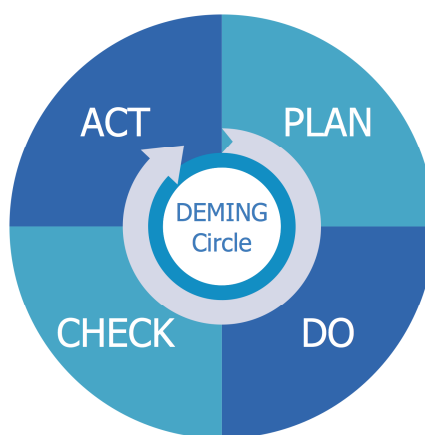 ACT
PLAN
DEMING
Circle
CHECK
DO